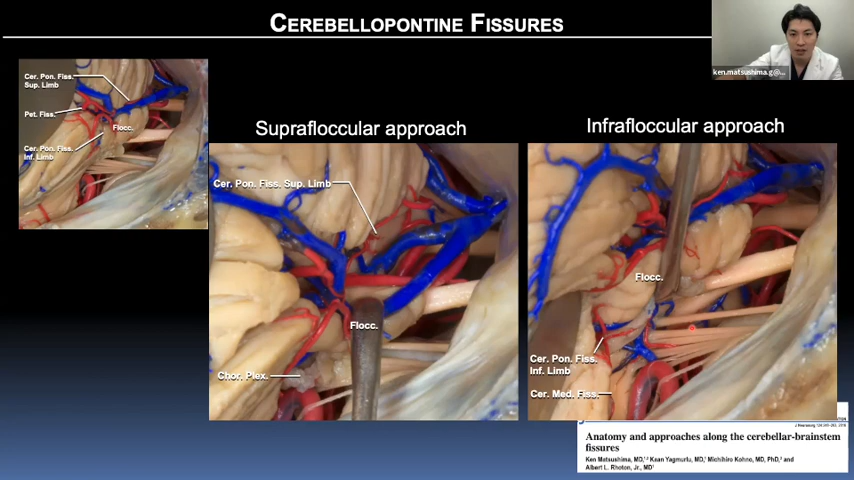 CEREBELLOPONTINE FISSURES
ken.matsushima.g@...
Cer. Pon. Fiss.
Sup. Limb
Pet. Fiss.
Flocc.
Cer. Pon. Fiss.
Inf. Limb
Suprafloccular approach
Cer. Pon. Fiss. Sup. Limb
Flocc.
Chor. Plex.
Infrafloccular approach
Flocc.
Cer. Pon. Fiss.
Inf. Limb
Cer. Med. Fiss.
Anatomy and approaches along the cerebellar-brainstem
fissures
Ken Matsushima, MD, Kaan Yagmurlu, MD, Michihiro Kohno, MD, PhD, and
Albert L. Rhoton, Jr., MD